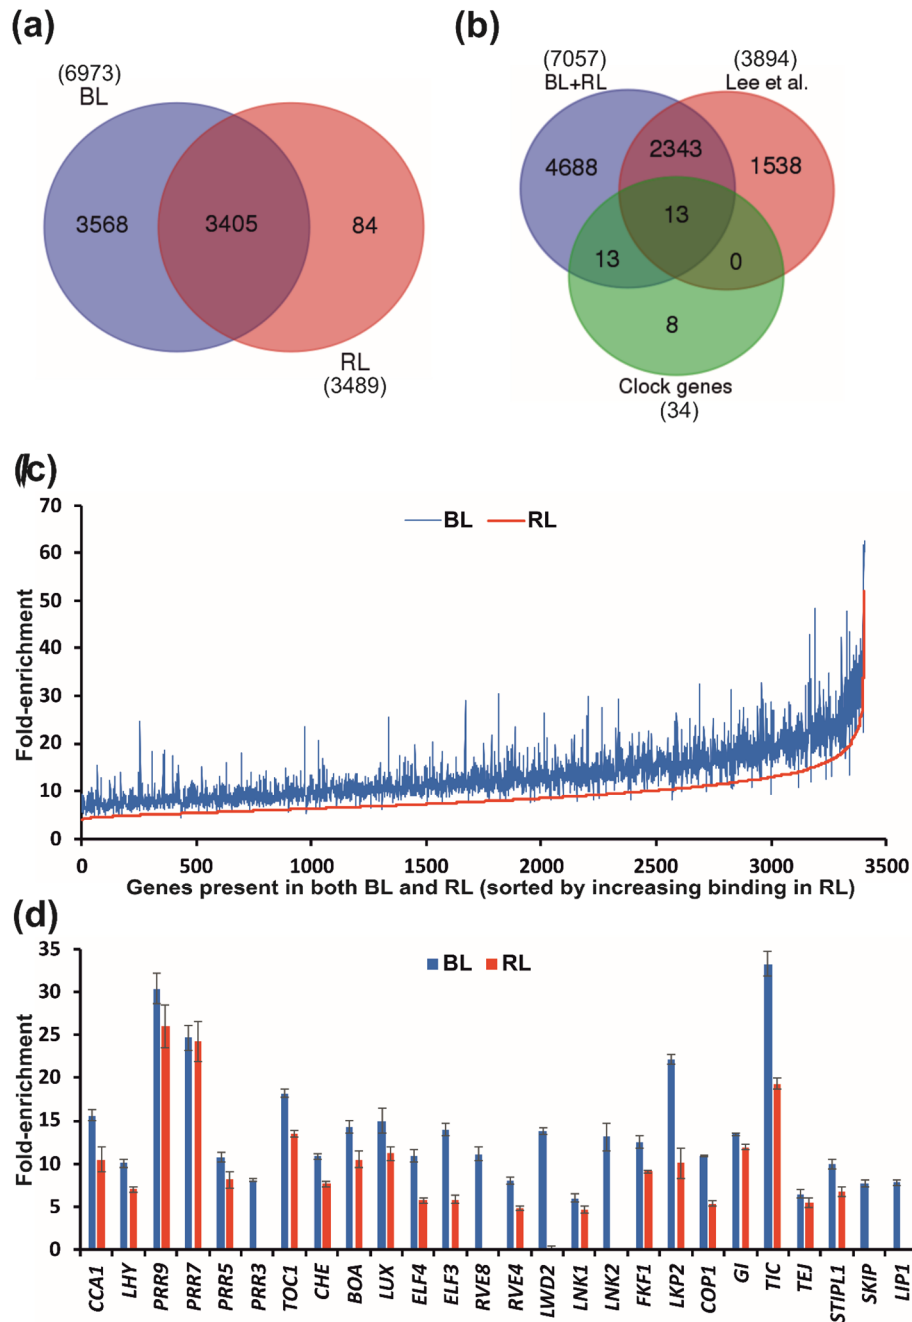 (a)
(6973)
BL
3568
3405
84
RL
(3489)
(b)
(7057)
BL+RL
(3894)
Lee et al.
4688
2343
1538
13
13
0
8
Clock genes
(34)
(c)
70
60
50
40
30
20
10
0
Fold-enrichment
BL
RL
0
500
1000
1500
2000
2500
3000
3500
Genes present in both BL and RL (sorted by increasing binding in RL)
(d)
35
30
25
20
15
10
5
0
Fold-enrichment
BL
RL
CCA1
LHY
PRR9
PRR7
PRR5
PRR3
TOC1
CHE
BOA
LUX
ELF4
ELF3
RVE8
RVE4
LWD2
LNK1
LNK2
FKF1
LKP2
COP1
GI
TIC
TEJ
STIPL1
SKIP
LIP1